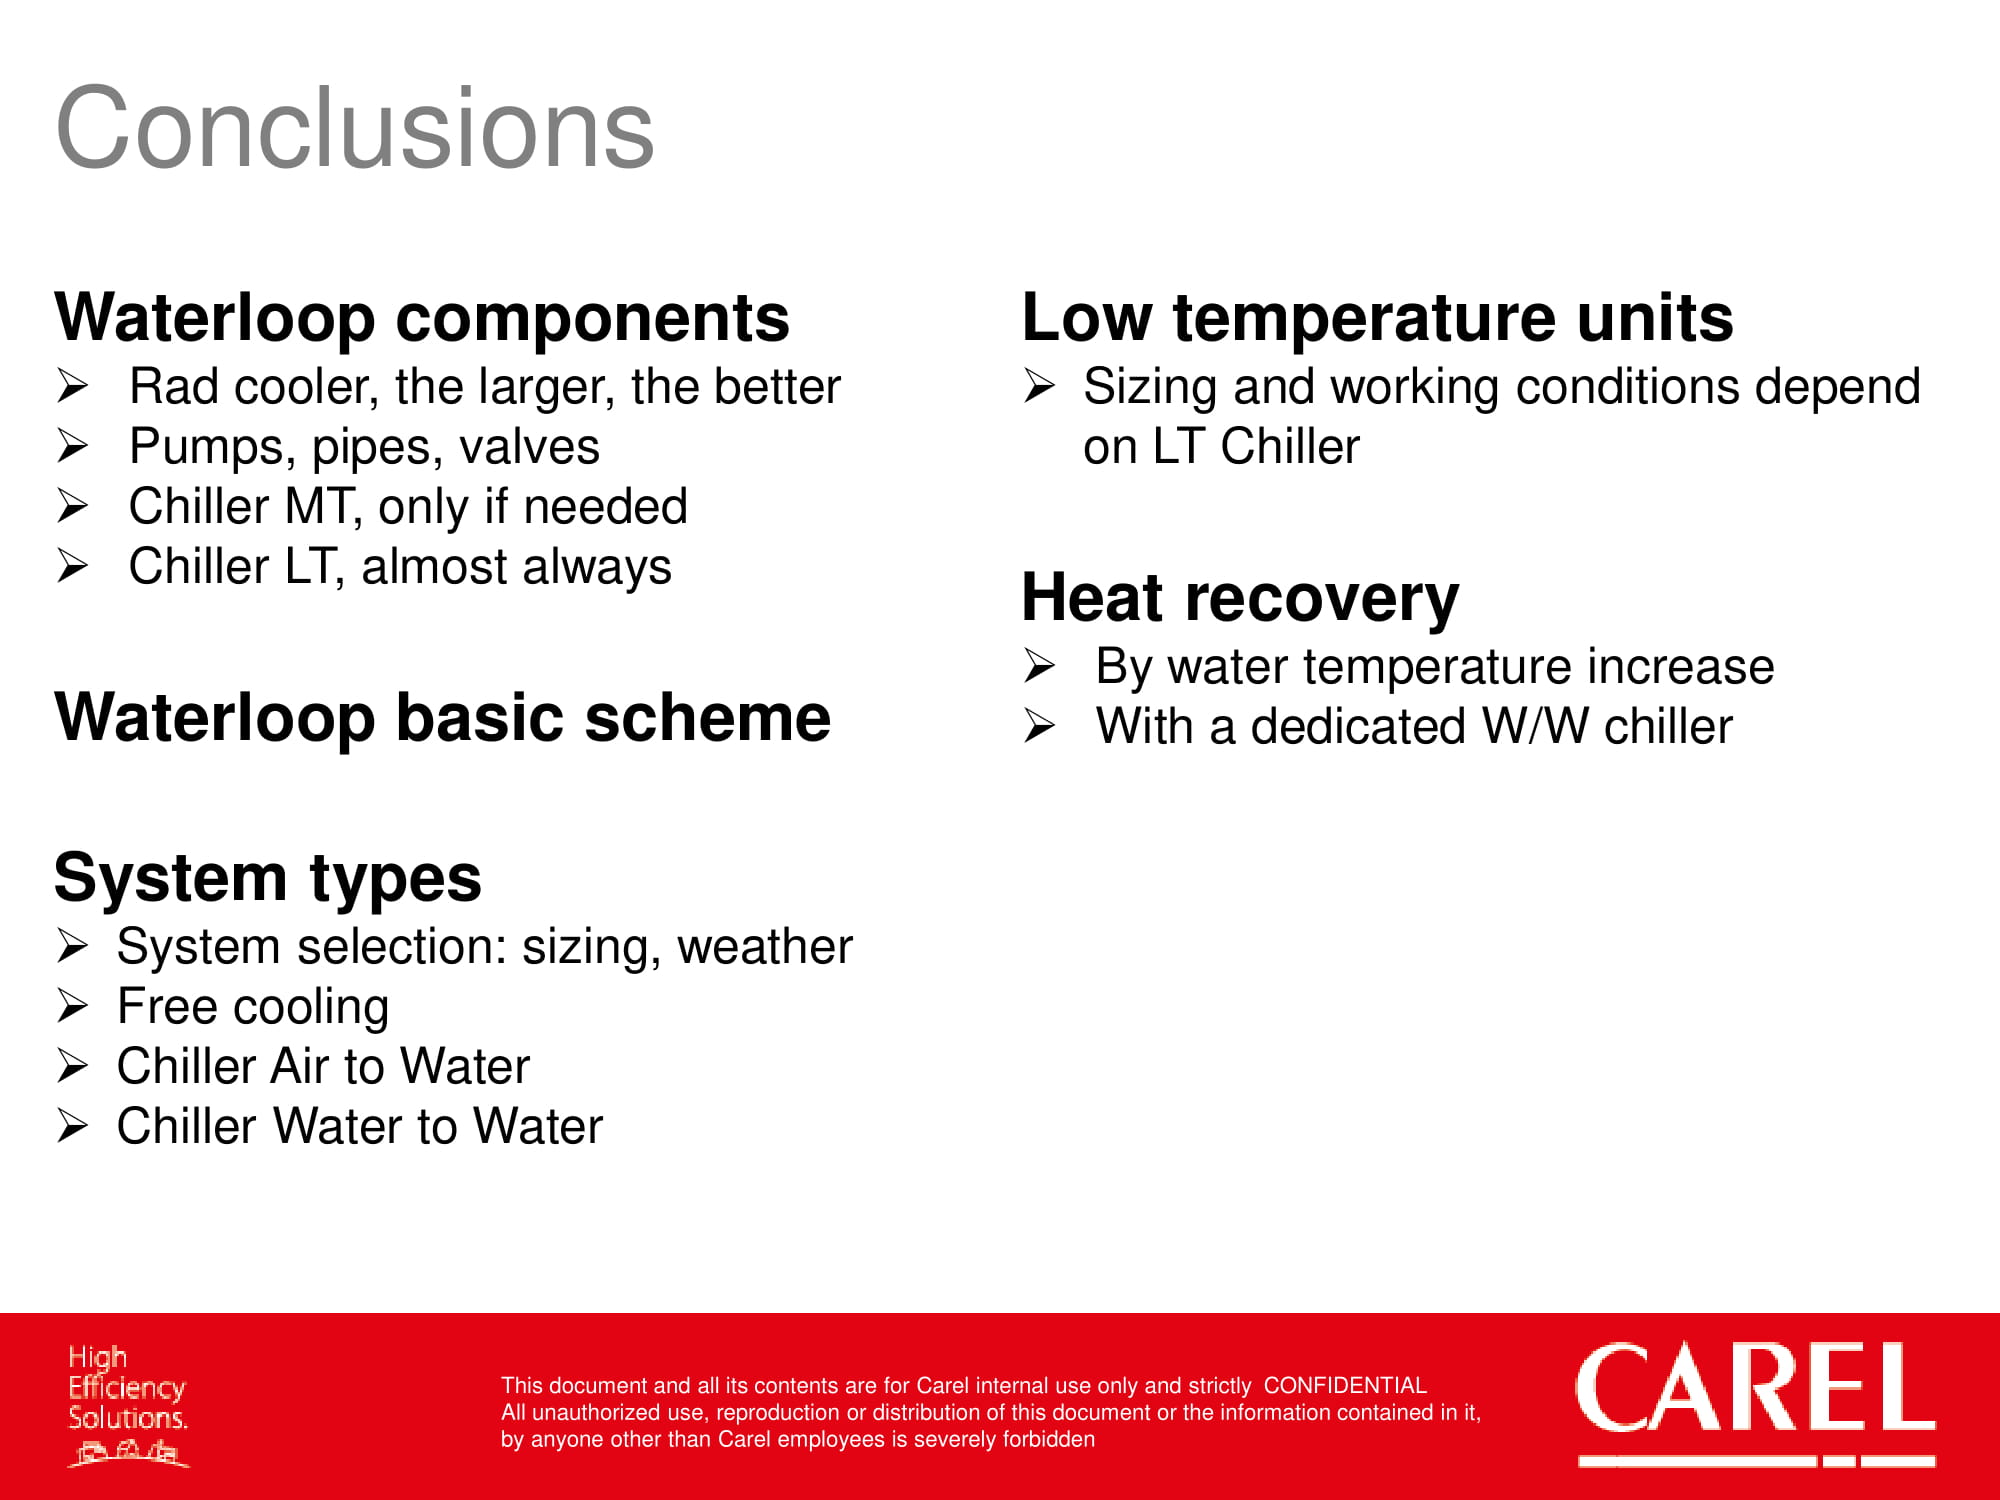 Conclusions
Waterloop components
➢ Rad cooler, the larger, the better
➢ Pumps, pipes, valves
➢ Chiller MT, only if needed
➢ Chiller LT, almost always
Waterloop basic scheme
System types
➢ System selection: sizing, weather
➢ Free cooling
➢ Chiller Air to Water
➢ Chiller Water to Water
Low temperature units
➢ Sizing and working conditions depend
on LT Chiller
Heat recovery
➢ By water temperature increase
➢ With a dedicated W/W chiller
High
Efficiency
Solutions.
This document and all its contents are for Carel internal use only and strictly CONFIDENTIAL
All unauthorized use, reproduction or distribution of this document or the information contained in it,
by anyone other than Carel employees is severely forbidden
CAREL